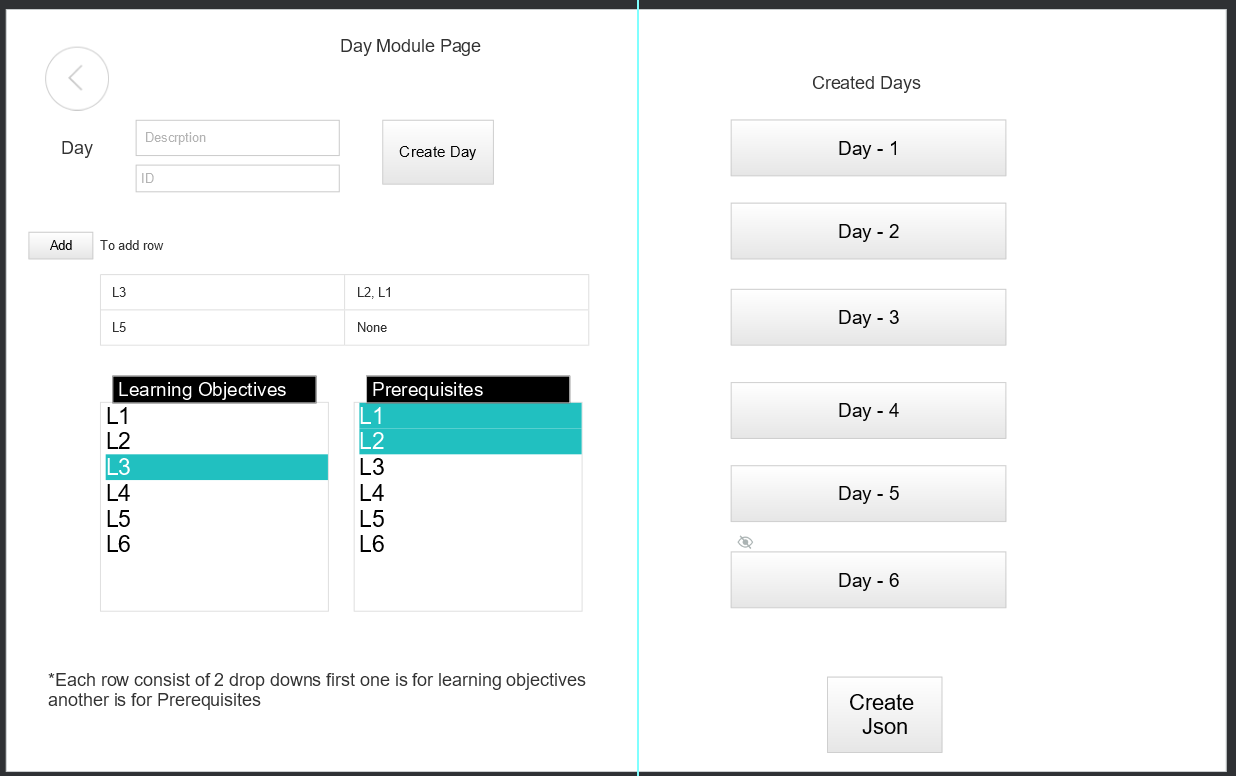 Day Module Page
Day
Descrption
ID
Create Day
Add
To add row
L3
L2, L1
L5
None
Learning Objectives
L1
L2
L3
L4
L5
L6
Prerequisites
L1
L2
L3
L4
L5
L6
*Each row consist of 2 drop downs first one is for learning objectives
another is for Prerequisites
Created Days
Day - 1
Day - 2
Day - 3
Day - 4
Day - 5
Day - 6
Create
Json